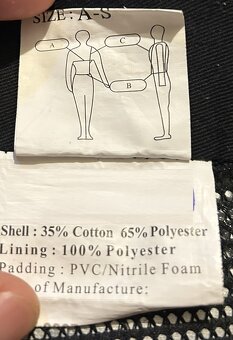 SIZE: A-S
A
C
B
Shell : 35% Cotton 65% Polyester
Lining : 100% Polyester
Padding : PVC/Nitrile Foam
of Manufacture: